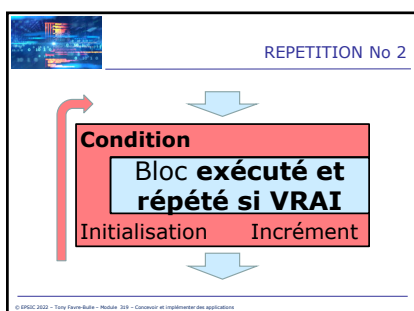 REPETITION No 2
Condition
Bloc exécuté et
répété si VRAI
Initialisation Incrément
© EPSIC 2022 – Tony Favre-Bulle – Module 319 – Concevoir et implémenter des applications